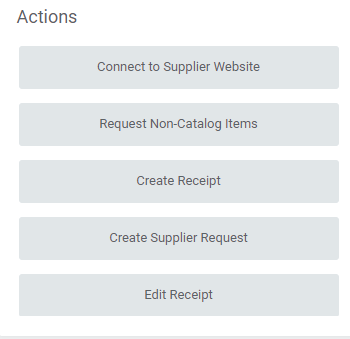 Actions
Connect to Supplier Website
Request Non-Catalog Items
Create Receipt
Create Supplier Request
Edit Receipt